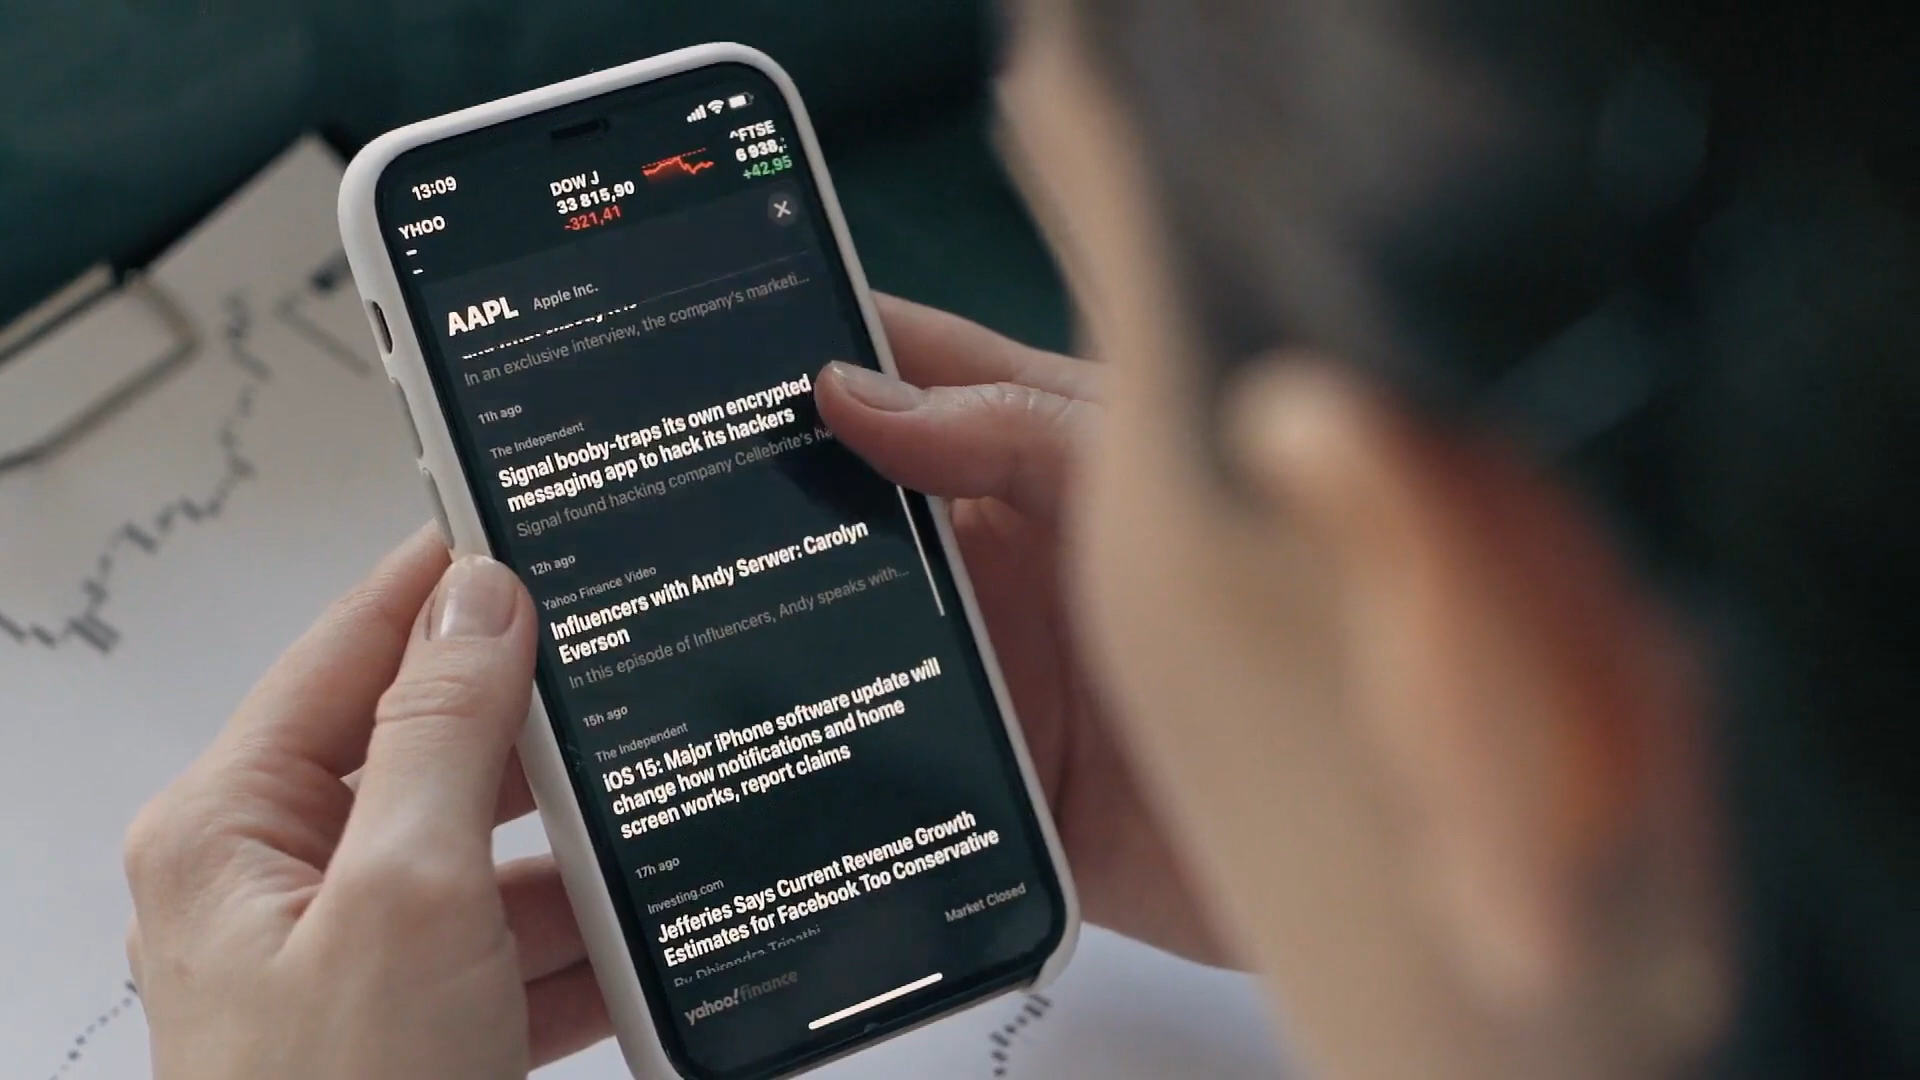 13:09
YHOO
DOW J
33 815,90
-321,41
^FTSE
6 938,
+42,95
AAPL Apple Inc.
In an exclusive interview, the company's marketi...
11h ago
The Independent
Signal booby-traps its own encrypted
messaging app to hack its hackers
Signal found hacking company Cellebrite's
12h ago
Yahoo Finance Video
Influencers with Andy Serwer: Carolyn
Everson
In this episode of Influencers, Andy speaks with...
15h ago
The Independent
iOS 15: Major iPhone software update will
change how notifications and home
screen works, report claims
17h ago
Investing.com
Jefferies Says Current Revenue Growth
Estimates for Facebook Too Conservative
By Dhirendra Tripathi
Market Closed
yahoo!finance